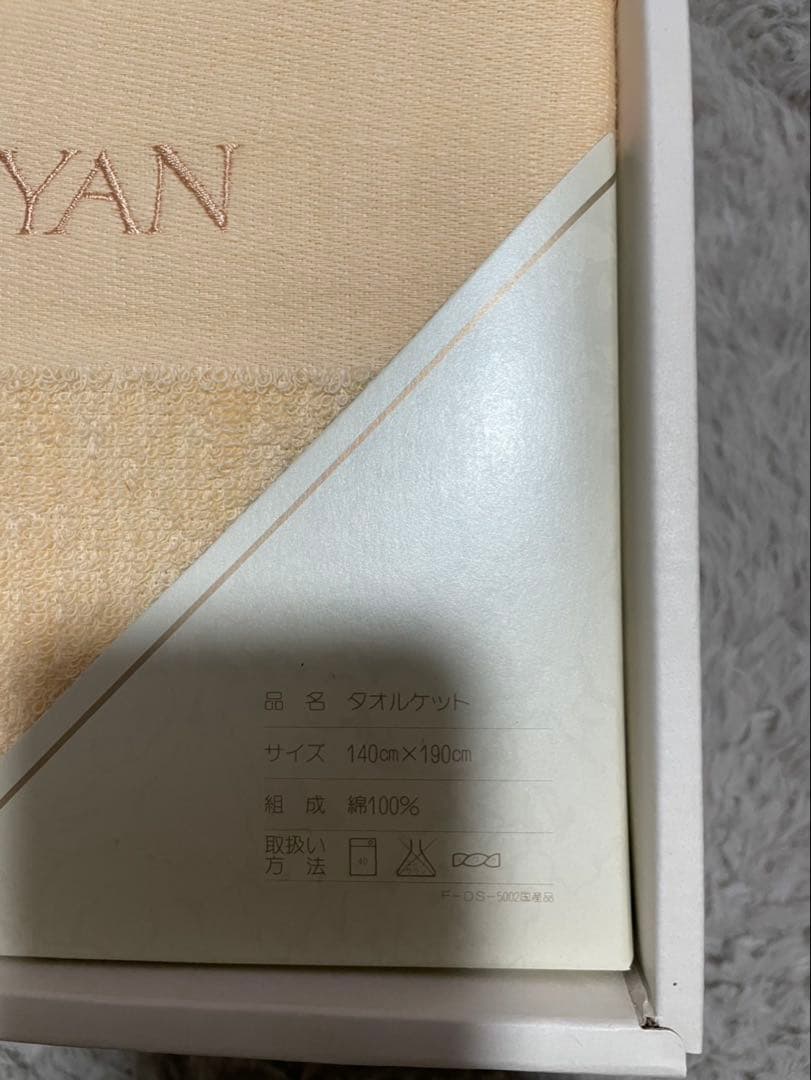 YAN
品 名 タオルケット
サイズ 140cm×190cm
組 成 綿100%
取扱い
方 法
40
F-DS-5002国産品